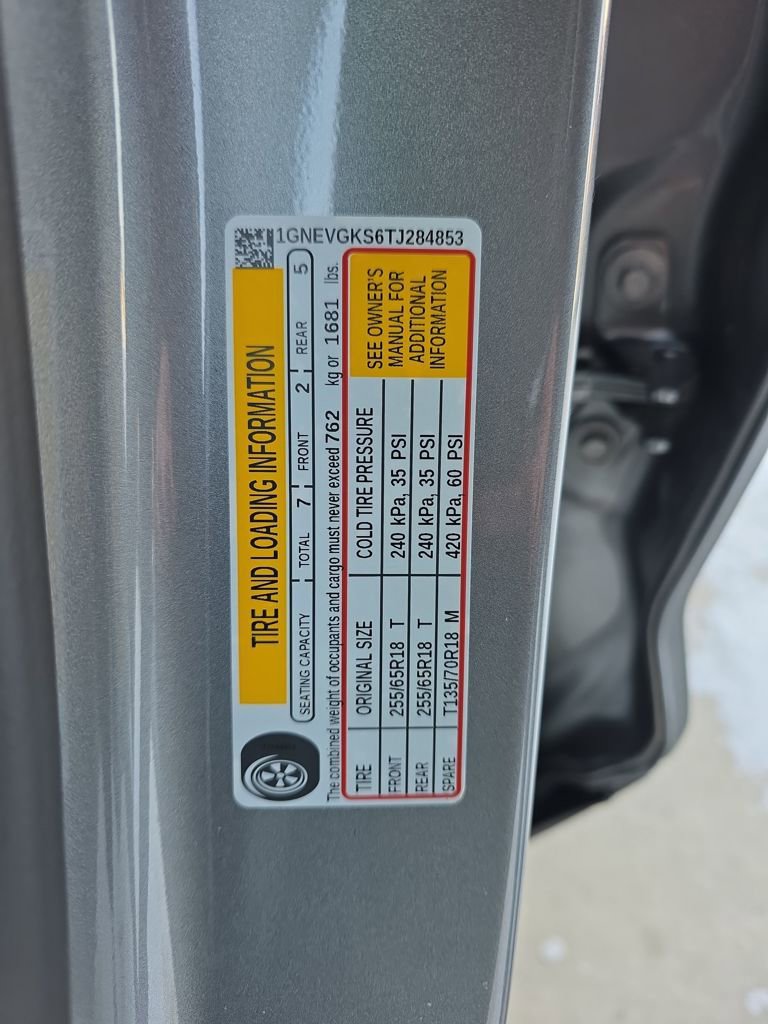 1GNEVGKS6TJ284853
TIRE AND LOADING INFORMATION
SEATING CAPACITY TOTAL 7 FRONT 2 REAR 5
The combined weight of occupants and cargo must never exceed 762 kg or 1681 lbs.
TIRE ORIGINAL SIZE COLD TIRE PRESSURE
FRONT 255/65R18 T 240 kPa, 35 PSI
REAR 255/65R18 T 240 kPa, 35 PSI
SPARE T135/70R18 M 420 kPa, 60 PSI
SEE OWNER'S
MANUAL FOR
ADDITIONAL
INFORMATION